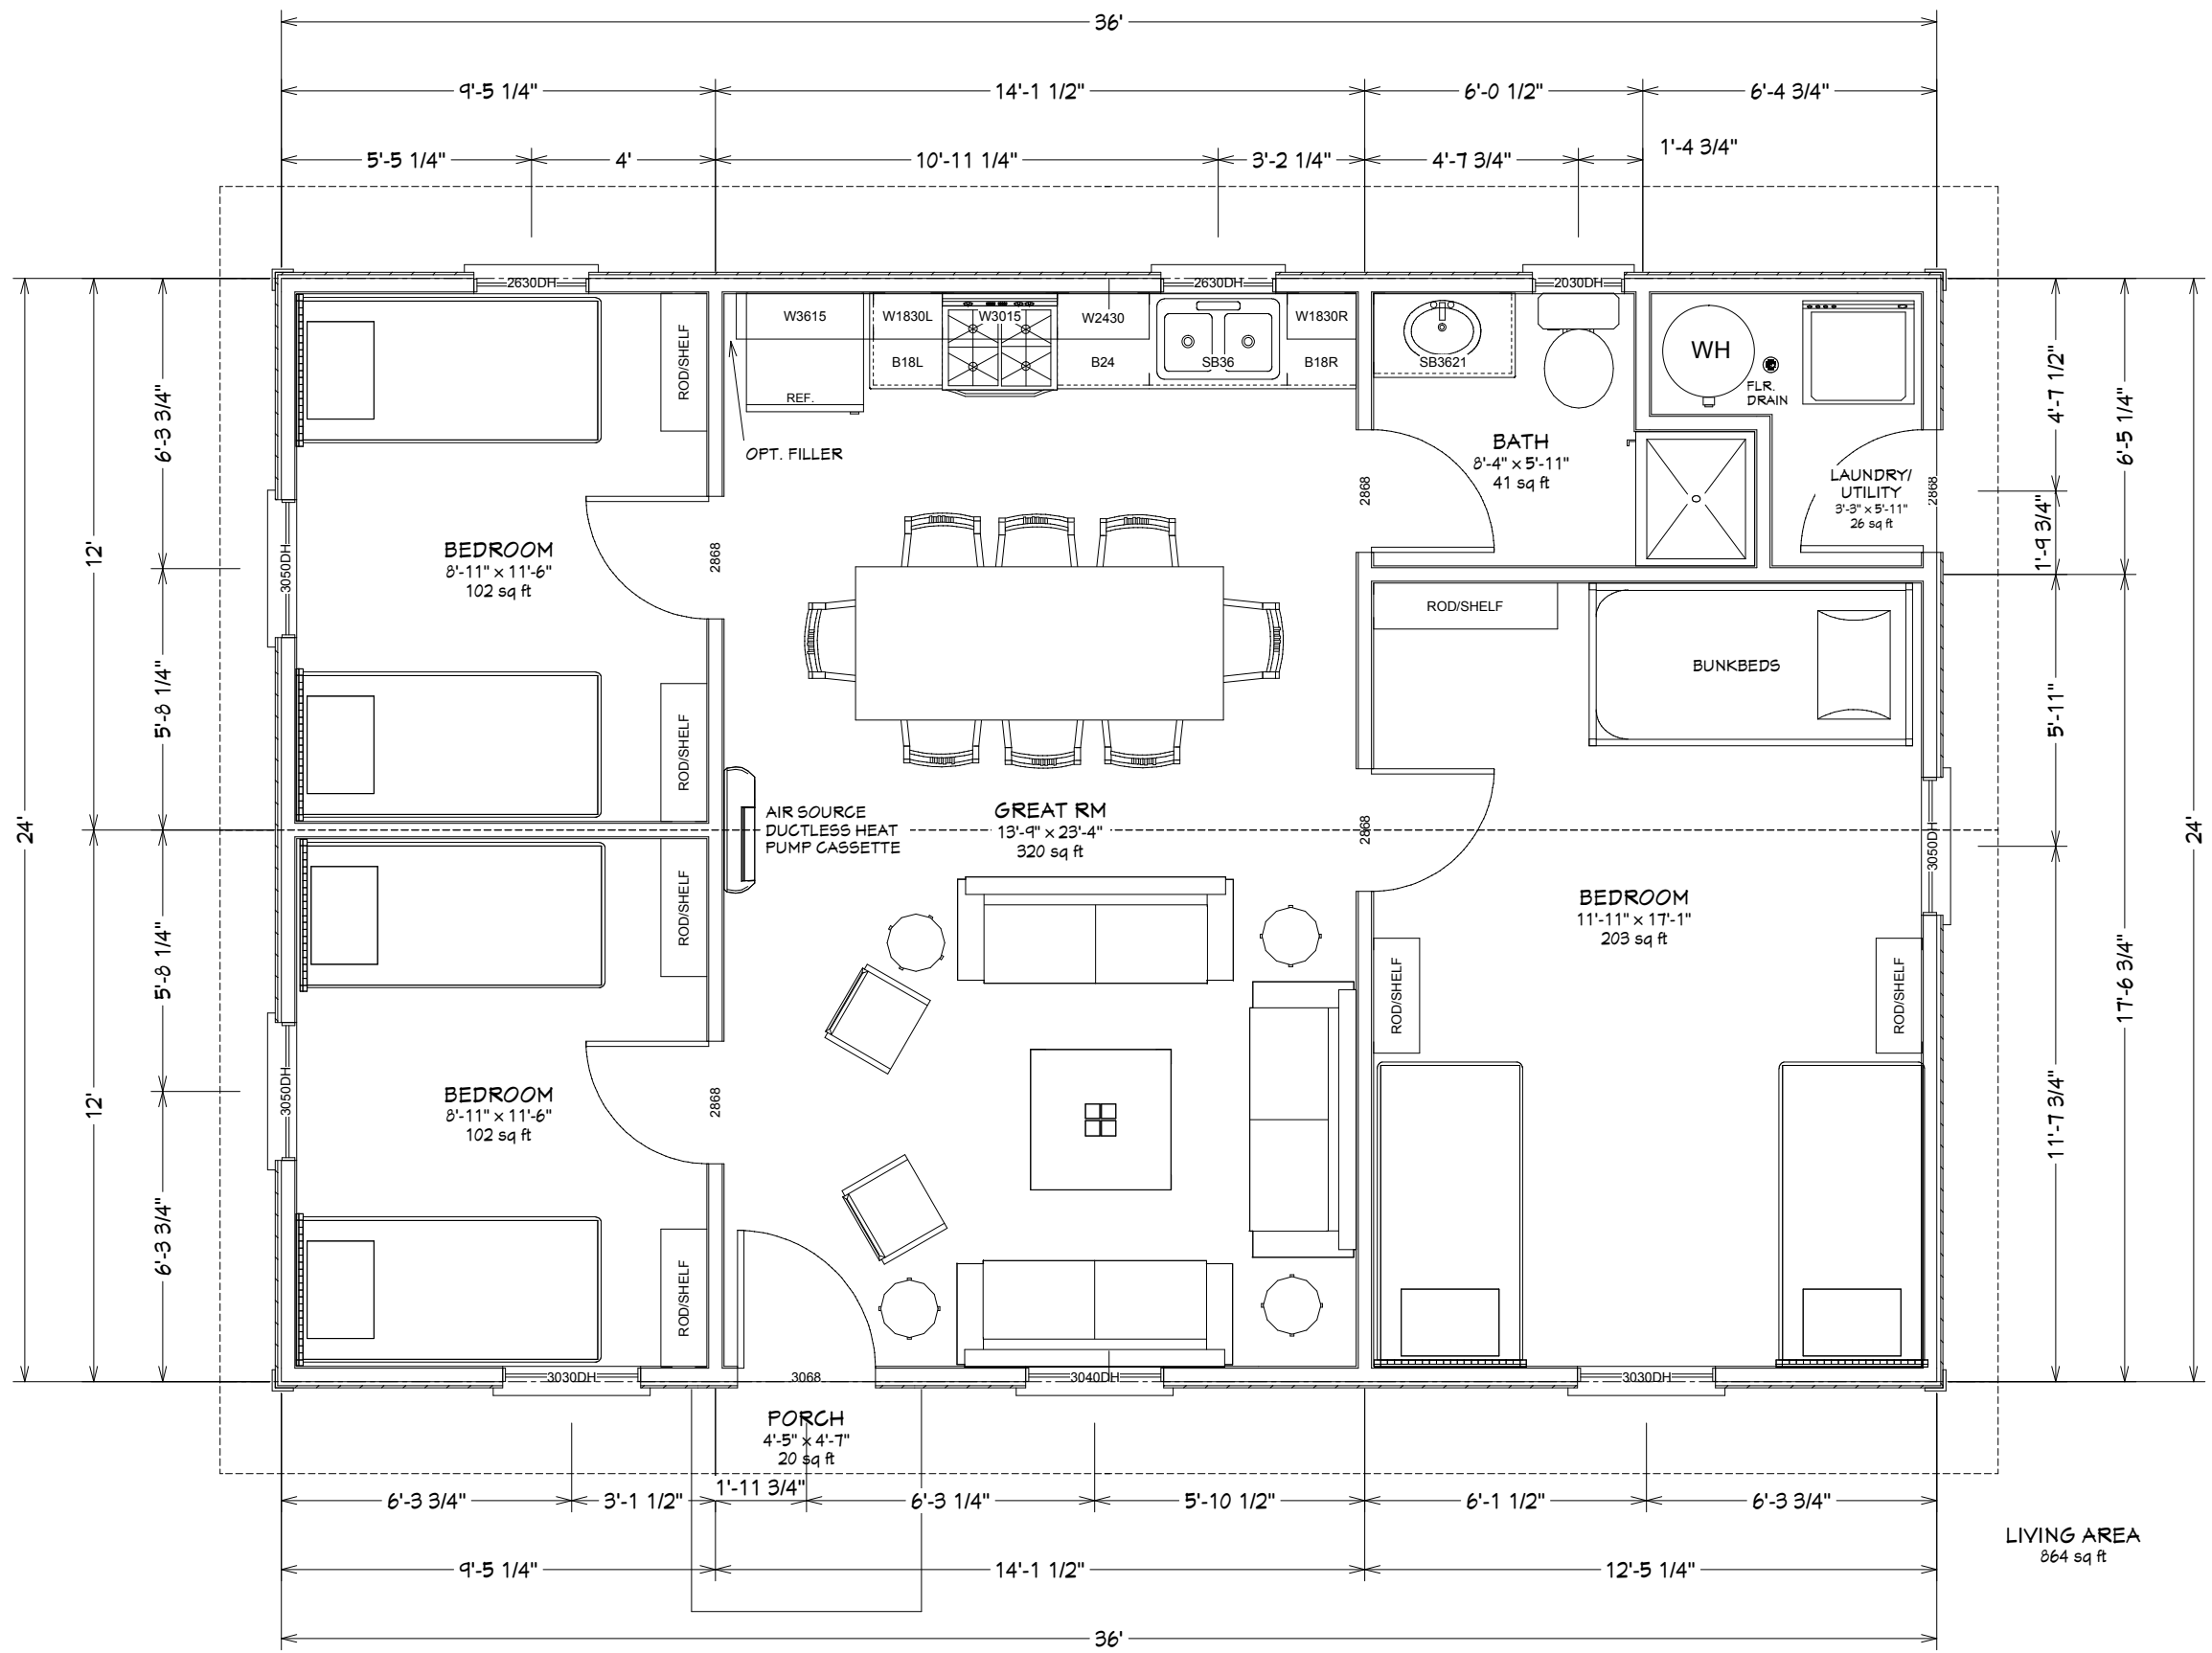 36'
9'-5 1/4" 14'-1 1/2" 6'-0 1/2" 6'-4 3/4"
5'-5 1/4" 4' 10'-11 1/4" 3'-2 1/4" 4'-7 3/4" 1'-4 3/4"
2630DH 2630DH 2030DH
W3615 W1830L W3015 W2430 W1830R
B18L B24 SB36 B18R SB3621
REF.
OPT. FILLER
WH
FLR.
DRAIN
ROD/SHELF
BATH
8'-4" x 5'-11"
41 sq ft
LAUNDRY/
UTILITY
3'-3" x 5'-11"
26 sq ft
2868
2868
BEDROOM
8'-11" x 11'-6"
102 sq ft
3050DH
2868
ROD/SHELF
ROD/SHELF
BUNKBEDS
AIR SOURCE
DUCTLESS HEAT
PUMP CASSETTE
GREAT RM
13'-9" x 23'-4"
320 sq ft
2868
3050DH
ROD/SHELF
BEDROOM
11'-11" x 17'-1"
203 sq ft
ROD/SHELF
ROD/SHELF
BEDROOM
8'-11" x 11'-6"
102 sq ft
3050DH
2868
ROD/SHELF
3030DH 3068 3040DH 3030DH
PORCH
4'-5" x 4'-7"
20 sq ft
24'
12'
12'
6'-3 3/4"
5'-8 1/4"
5'-8 1/4"
6'-3 3/4"
4'-7 1/2"
1'-9 3/4"
5'-11"
11'-7 3/4"
6'-5 1/4"
17'-6 3/4"
24'
6'-3 3/4" 3'-1 1/2" 1'-11 3/4" 6'-3 1/4" 5'-10 1/2" 6'-1 1/2" 6'-3 3/4"
9'-5 1/4" 14'-1 1/2" 12'-5 1/4"
36'
LIVING AREA
864 sq ft